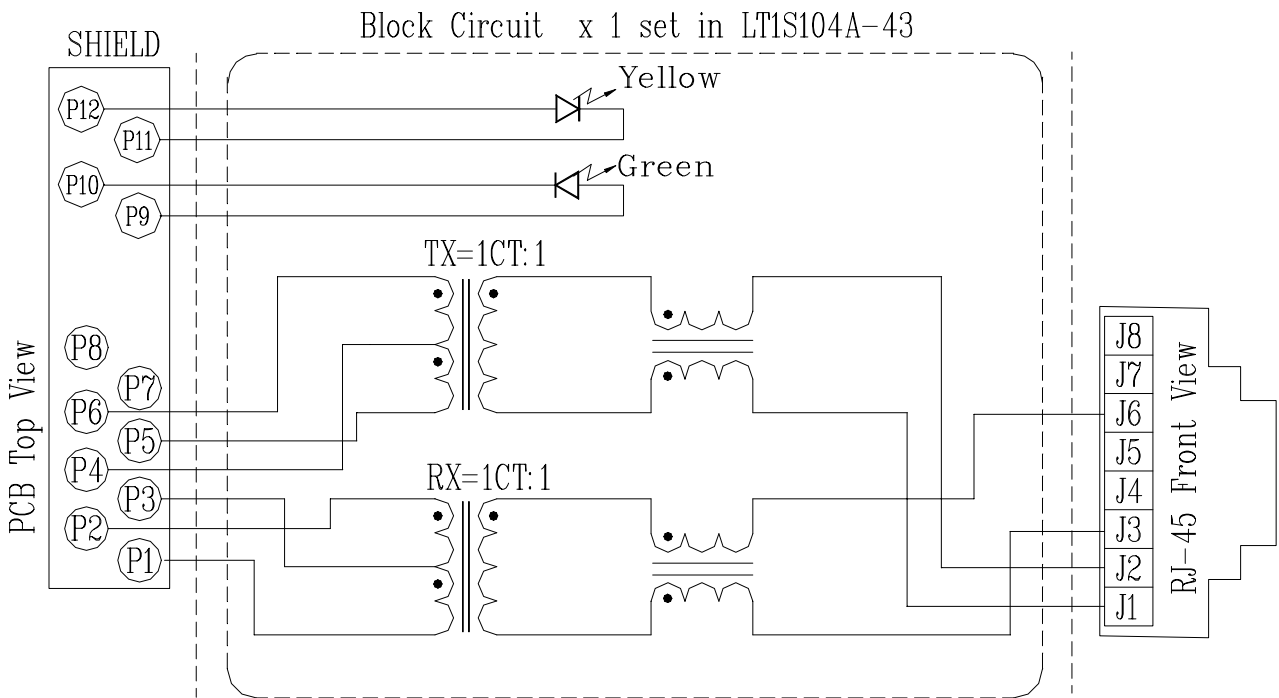 Block Circuit x 1 set in LT1S104A-43
SHIELD
P12
P11
P10
P9
P8
P7
P6
P5
P4
P3
P2
P1
PCB Top View
Yellow
Green
TX=1CT:1
RX=1CT:1
J8
J7
J6
J5
J4
J3
J2
J1
RJ-45 Front View